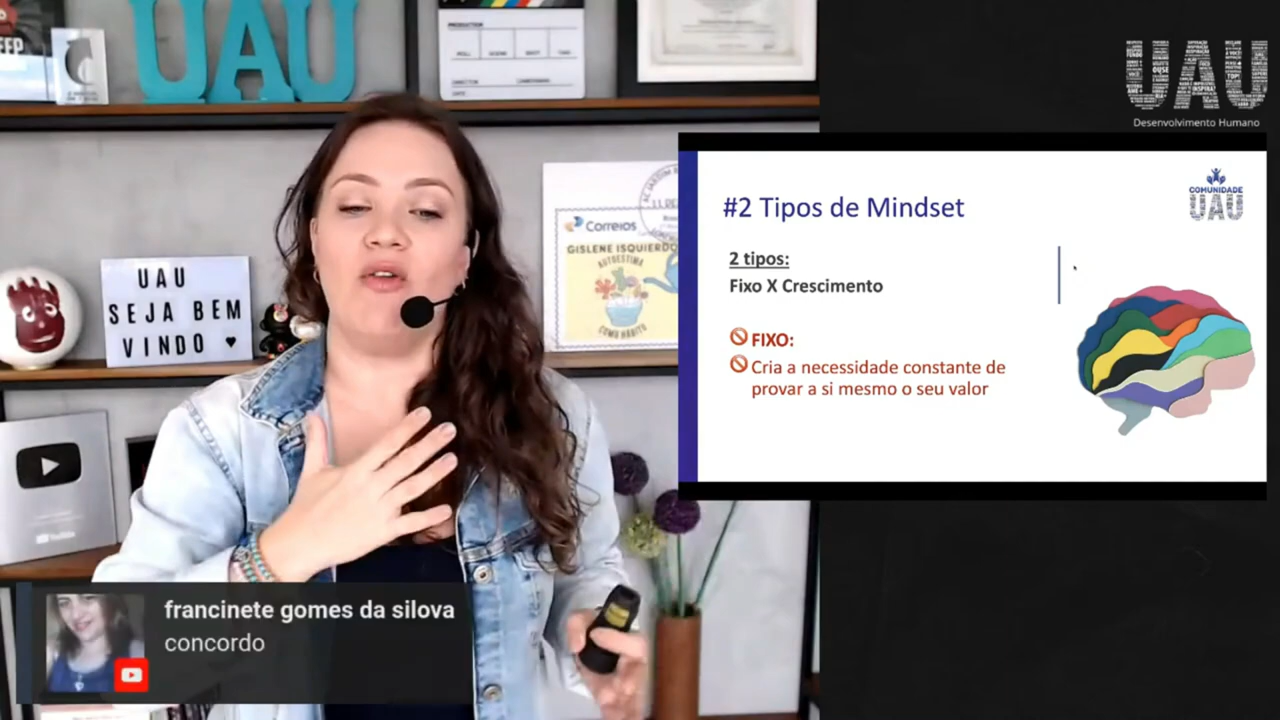 UAU
PRODUCTION
DIRECTOR
UAU
Desenvolvimento Humano
#2 Tipos de Mindset
COMUNIDADE
UAU
2 tipos:
Fixo X Crescimento
FIXO:
Cria a necessidade constante de
provar a si mesmo o seu valor
Correios
GISLENE ISQUIERDO
AUTOESTIMA
COMO HÁBITO
UAU
SEJA BEM
VINDO ♥
francinete gomes da silova
concordo